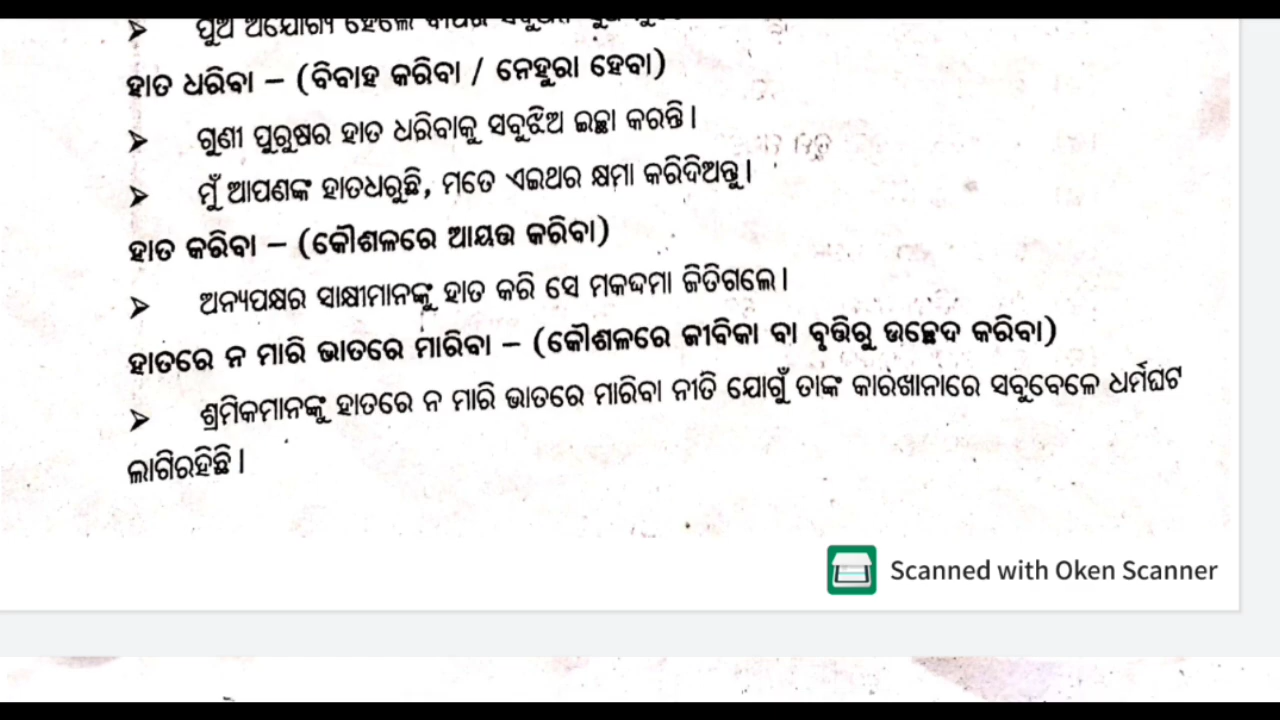 ➤ ପୁଅ ଅଯୋଗ୍ୟ ହେଲେ
ହାତ ଧରିବା – (ବିବାହ କରିବା / ନେହୁରା ହେବା)
➤ ଗୁଣୀ ପୁରୁଷର ହାତ ଧରିବାକୁ ସବୁଝିଅ ଇଚ୍ଛା କରନ୍ତି।
➤ ମୁଁ ଆପଣଙ୍କ ହାତଧରୁଛି, ମତେ ଏଇଥର କ୍ଷମା କରିଦିଅନ୍ତୁ।
ହାତ କରିବା – (କୌଶଳରେ ଆୟତ୍ତ କରିବା)
➤ ଅନ୍ୟପକ୍ଷର ସାକ୍ଷୀମାନଙ୍କୁ ହାତ କରି ସେ ମକଦ୍ଦମା ଜିତିଗଲେ।
ହାତରେ ନ ମାରି ଭାତରେ ମାରିବା – (କୌଶଳରେ ଜୀବିକା ବା ବୃତ୍ତିରୁ ଉଚ୍ଛେଦ କରିବା)
➤ ଶ୍ରମିକମାନଙ୍କୁ ହାତରେ ନ ମାରି ଭାତରେ ମାରିବା ନୀତି ଯୋଗୁଁ ତାଙ୍କ କାରଖାନାରେ ସବୁବେଳେ ଧର୍ମଘଟ
ଲାଗିରହିଛି।
Scanned with Oken Scanner